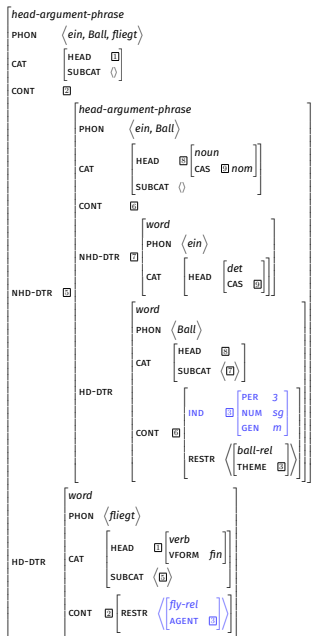 head-argument-phrase
PHON ⟨ein, Ball, fliegt⟩
CAT HEAD 1
SUBCAT ⟨⟩
CONT 2
head-argument-phrase
PHON ⟨ein, Ball⟩
CAT HEAD 8 noun
CAS 9 nom
SUBCAT ⟨⟩
CONT 6
NHD-DTR 5
NHD-DTR 7 word
PHON ⟨ein⟩
CAT HEAD det
CAS 9
HD-DTR word
PHON ⟨Ball⟩
CAT HEAD 8
SUBCAT ⟨7⟩
CONT 6 IND 3 PER 3
NUM sg
GEN m
RESTR ⟨ball-rel
THEME 3⟩
HD-DTR word
PHON ⟨fliegt⟩
CAT HEAD 1 verb
VFORM fin
SUBCAT ⟨5⟩
CONT 2 RESTR ⟨fly-rel
AGENT 3⟩